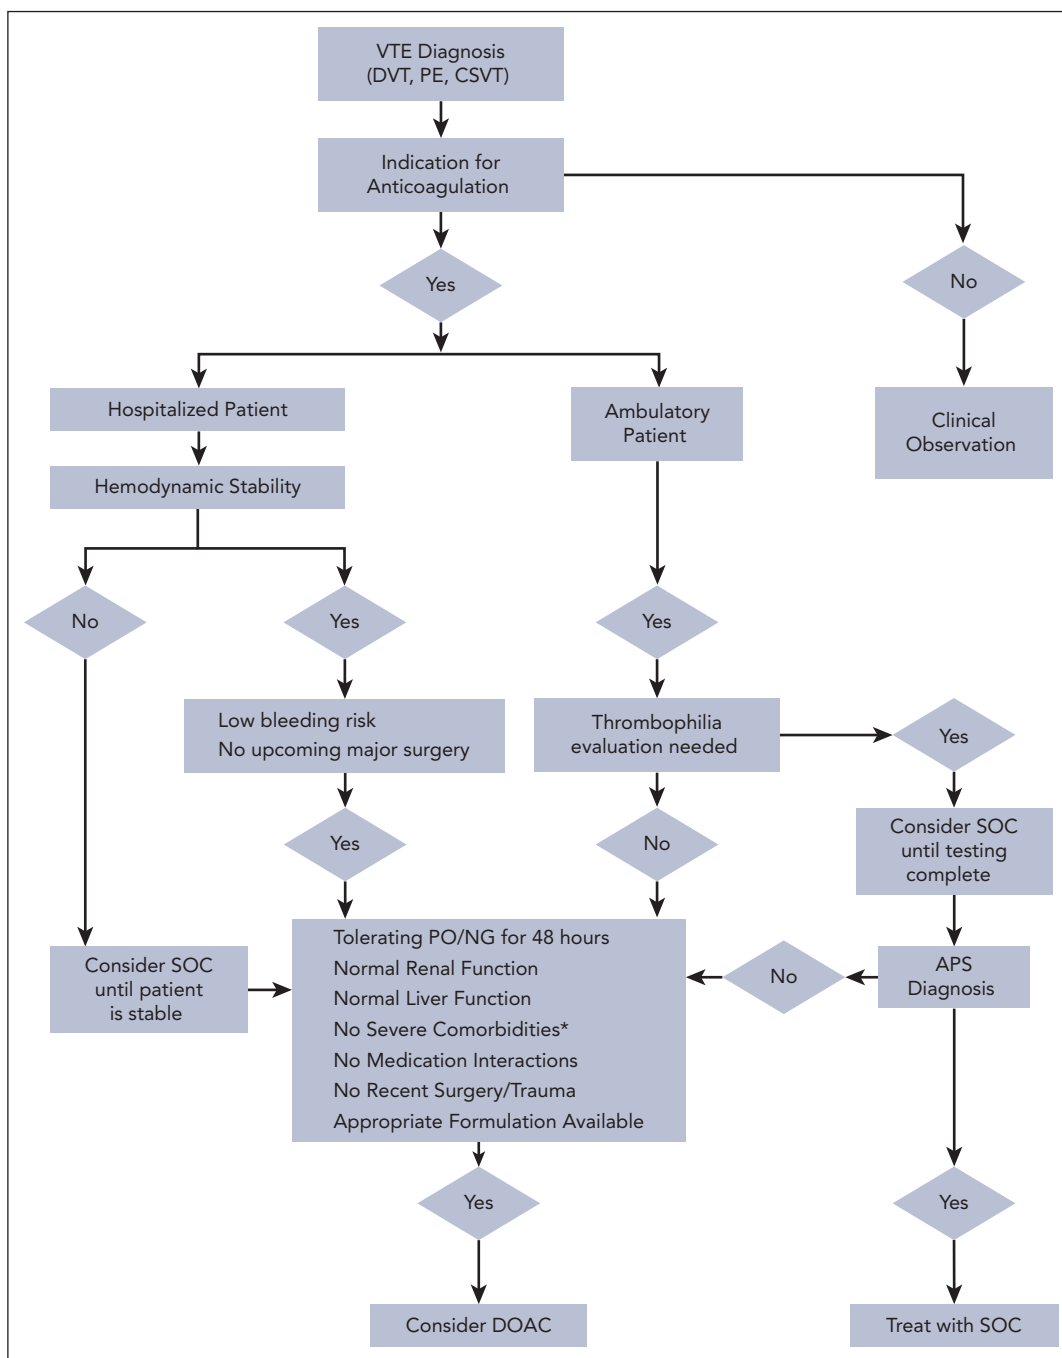 VTE Diagnosis
(DVT, PE, CSVT)
Indication for
Anticoagulation
Yes
No
Hospitalized Patient
Ambulatory
Patient
Clinical
Observation
Hemodynamic Stability
No
Yes
Yes
Low bleeding risk
No upcoming major surgery
Thrombophilia
evaluation needed
Yes
Yes
No
Consider SOC
until testing
complete
Tolerating PO/NG for 48 hours
Normal Renal Function
Normal Liver Function
No Severe Comorbidities*
No Medication Interactions
No Recent Surgery/Trauma
Appropriate Formulation Available
Consider SOC
until patient
is stable
No
APS
Diagnosis
Yes
Yes
Consider DOAC
Treat with SOC